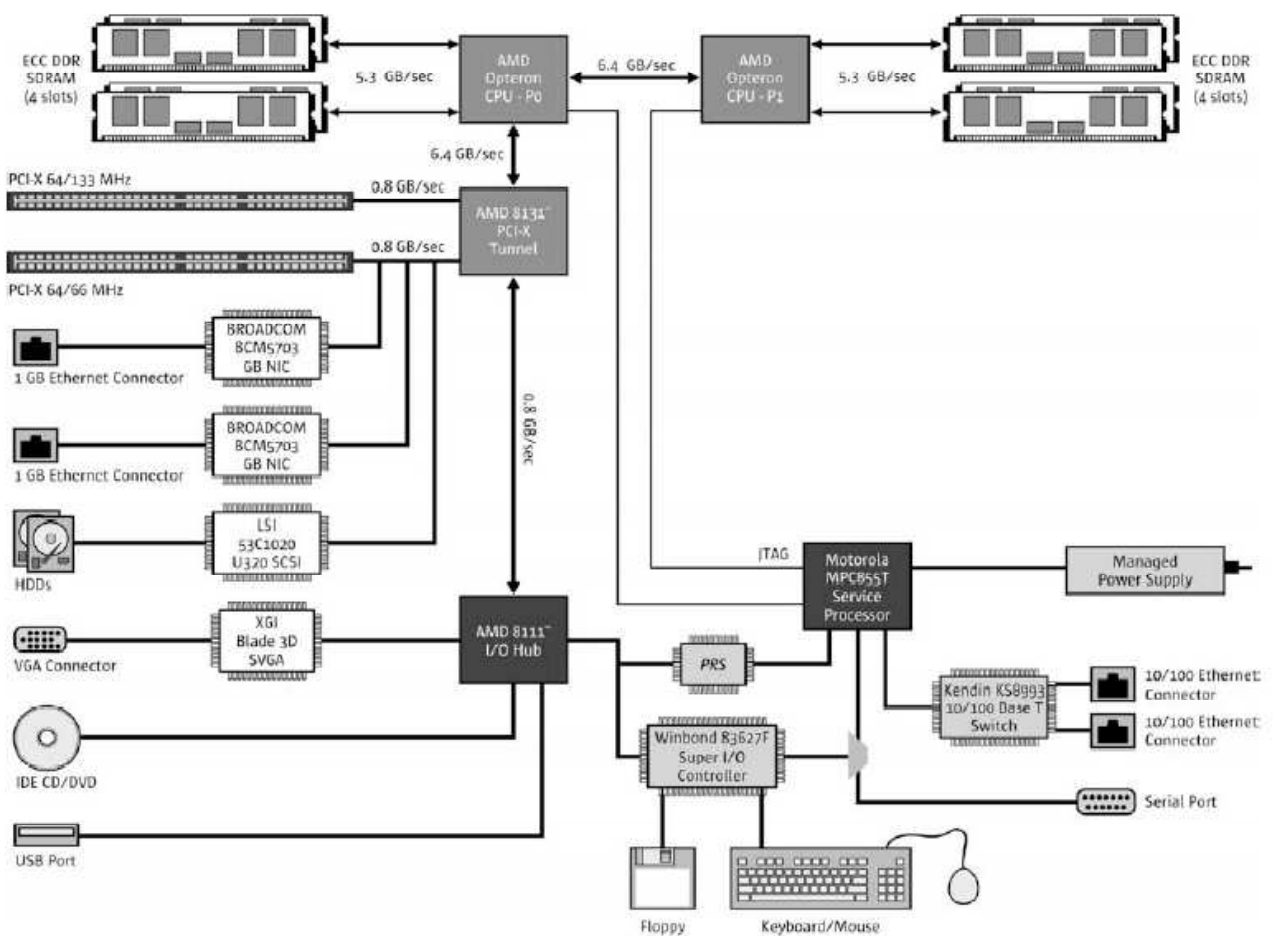 ECC DDR
SDRAM
(4 slots)
5.3 GB/sec
AMD
Opteron
CPU - P0
6.4 GB/sec
AMD
Opteron
CPU - P1
5.3 GB/sec
ECC DDR
SDRAM
(4 slots)
6.4 GB/sec
PCI-X 64/133 MHz
0.8 GB/sec
AMD 8131™
PCI-X
Tunnel
0.8 GB/sec
PCI-X 64/66 MHz
BROADCOM
BCM5703
GB NIC
1 GB Ethernet Connector
0.8 GB/sec
BROADCOM
BCM5703
GB NIC
1 GB Ethernet Connector
LSI
53C1020
U320 SCSI
HDDs
JTAG
Motorola
MPC855T
Service
Processor
Managed
Power Supply
XGI
Blade 3D
SVGA
VGA Connector
AMD 8111™
I/O Hub
PRS
Kendin KS8993
10/100 Base T
Switch
10/100 Ethernet
Connector
10/100 Ethernet
Connector
IDE CD/DVD
Winbond 83627F
Super I/O
Controller
Serial Port
USB Port
Floppy
Keyboard/Mouse